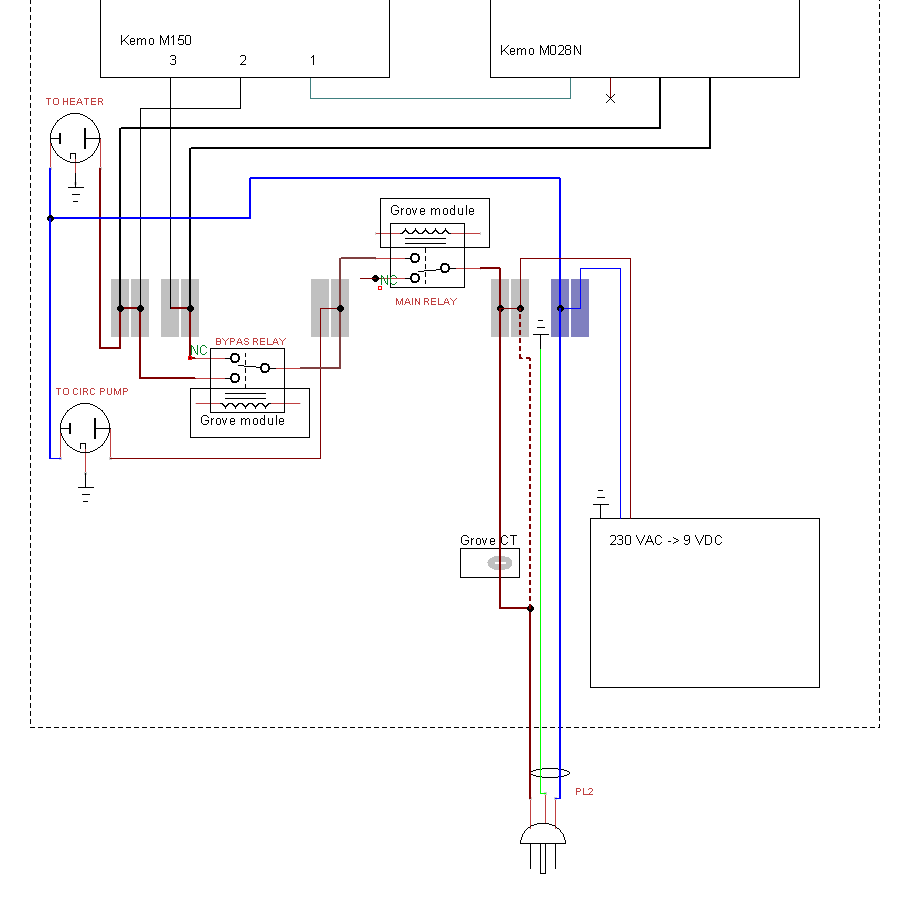 Kemo M150
Kemo M028N
3
2
1
TO HEATER
Grove module
NC
MAIN RELAY
NC
BYPAS RELAY
Grove module
TO CIRC PUMP
Grove CT
230 VAC -> 9 VDC
PL2